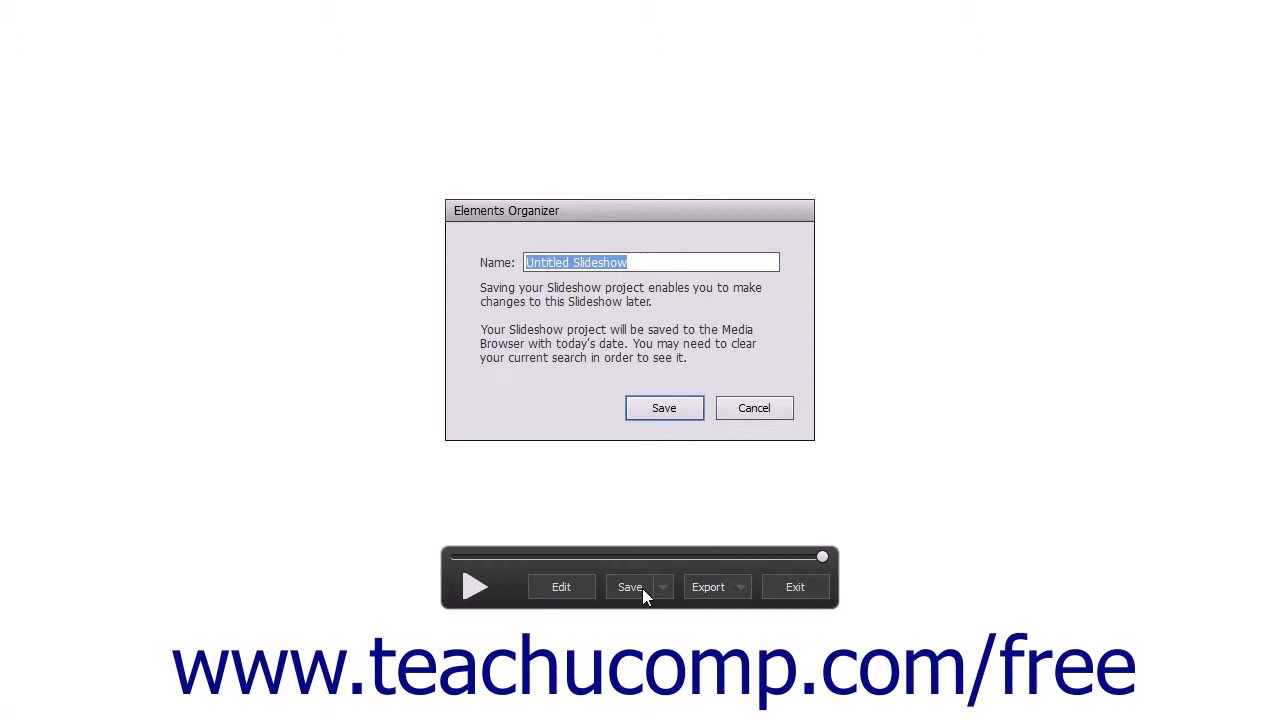 Elements Organizer
Name: Untitled Slideshow
Saving your Slideshow project enables you to make
changes to this Slideshow later.
Your Slideshow project will be saved to the Media
Browser with today's date. You may need to clear
your current search in order to see it.
Save Cancel
Edit Save Export Exit
www.teachucomp.com/free